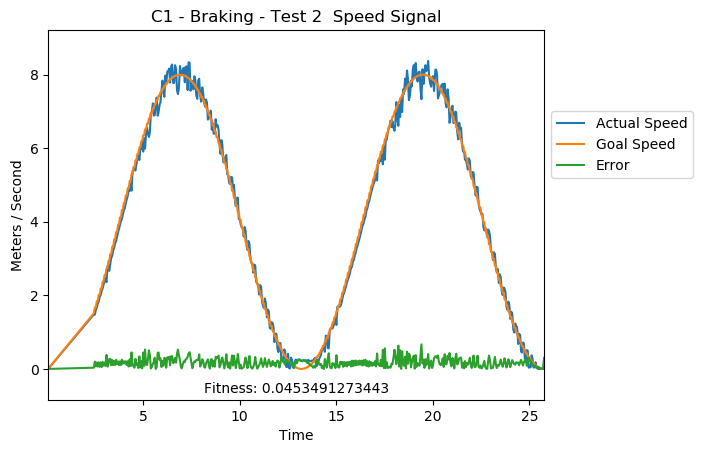 C1 - Braking - Test 2  Speed Signal
Meters / Second
8
6
4
2
0
Actual Speed
Goal Speed
Error
Fitness: 0.0453491273443
5 10 15 20 25
Time